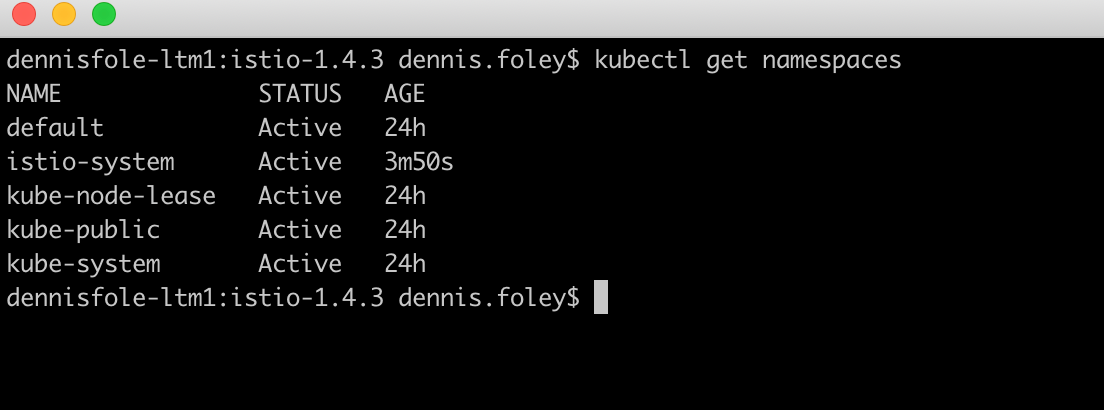 dennisfole-ltm1:istio-1.4.3 dennis.foley$ kubectl get namespaces
NAME              STATUS   AGE
default           Active   24h
istio-system      Active   3m50s
kube-node-lease   Active   24h
kube-public       Active   24h
kube-system       Active   24h
dennisfole-ltm1:istio-1.4.3 dennis.foley$